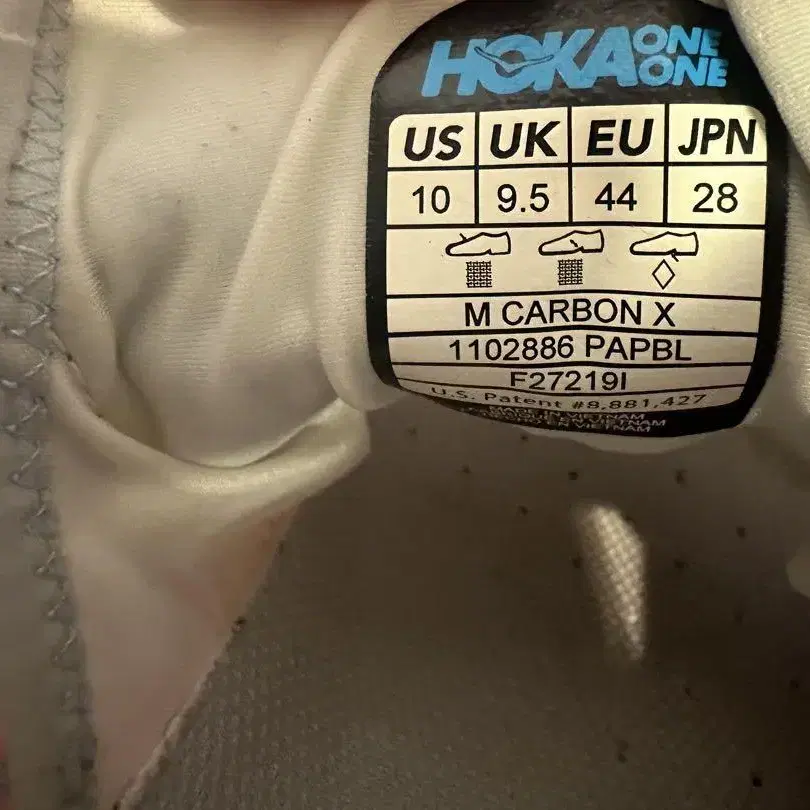 HOKA ONE ONE
US UK EU JPN
10 9.5 44 28
M CARBON X
1102886 PAPBL
F27219I
U.S. Patent #8,881,427
MADE IN VIETNAM